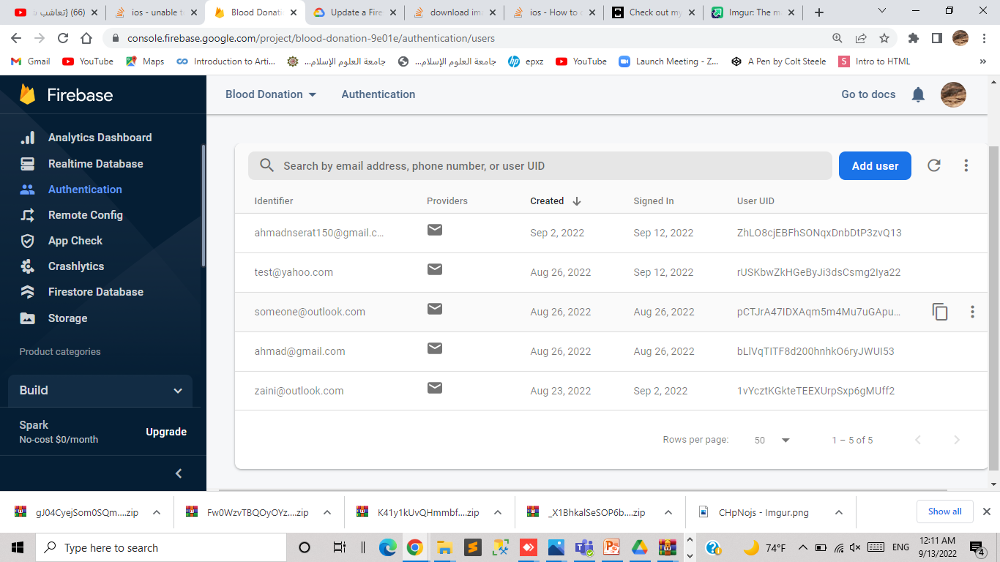 (66) {تعاشب
ios - unable t
Blood Donati
Update a Fire
download ima
ios - How to c
Check out my
Imgur: The m
console.firebase.google.com/project/blood-donation-9e01e/authentication/users
Gmail
YouTube
Maps
Introduction to Arti...
جامعة العلوم الإسلام...
جامعة العلوم الإسلام...
epxz
YouTube
Launch Meeting - Z...
A Pen by Colt Steele
Intro to HTML
Firebase
Blood Donation
Authentication
Go to docs
Analytics Dashboard
Realtime Database
Authentication
Remote Config
App Check
Crashlytics
Firestore Database
Storage
Product categories
Build
Spark
No-cost $0/month
Upgrade
Search by email address, phone number, or user UID
Add user
Identifier Providers Created Signed In User UID
ahmadnserat150@gmail.c... Sep 2, 2022 Sep 12, 2022 ZhLO8cjEBFhSONqxDnbDtP3zvQ13
test@yahoo.com Aug 26, 2022 Sep 12, 2022 rUSKbwZkHGeByJi3dsCsmg2Iya22
someone@outlook.com Aug 26, 2022 Aug 26, 2022 pCTJrA47IDXAqm5m4Mu7uGApu...
ahmad@gmail.com Aug 26, 2022 Aug 26, 2022 bLlVqTITF8d200hnhkO6ryJWUI53
zaini@outlook.com Aug 23, 2022 Sep 2, 2022 1vYcztKGkteTEEXUrpSxp6gMUff2
Rows per page: 50 1 – 5 of 5
gJ04CyejSom0SQm....zip
Fw0WzvTBQOyOYz....zip
K41y1kUvQHmmbf....zip
_X1BhkalSeSOP6b....zip
CHpNojs - Imgur.png
Show all
Type here to search
74°F
ENG
12:11 AM
9/13/2022
4